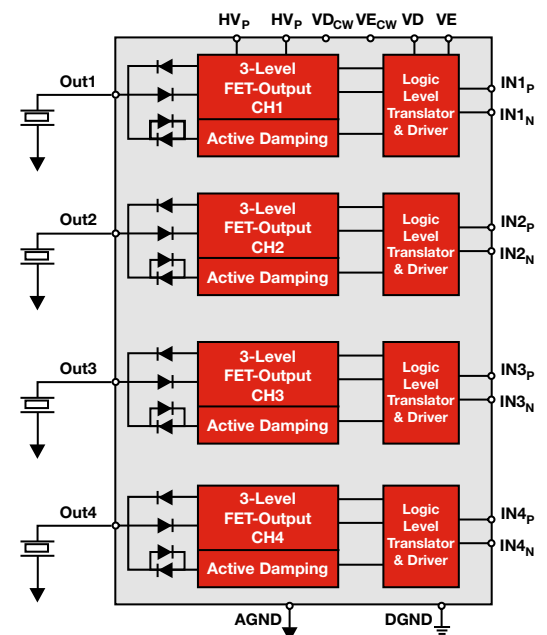 HVP HVP VDCW VECW VD VE
Out1
3-Level
FET-Output
CH1
Active Damping
Logic
Level
Translator
& Driver
IN1P
IN1N
Out2
3-Level
FET-Output
CH2
Active Damping
Logic
Level
Translator
& Driver
IN2P
IN2N
Out3
3-Level
FET-Output
CH3
Active Damping
Logic
Level
Translator
& Driver
IN3P
IN3N
Out4
3-Level
FET-Output
CH4
Active Damping
Logic
Level
Translator
& Driver
IN4P
IN4N
AGND DGND